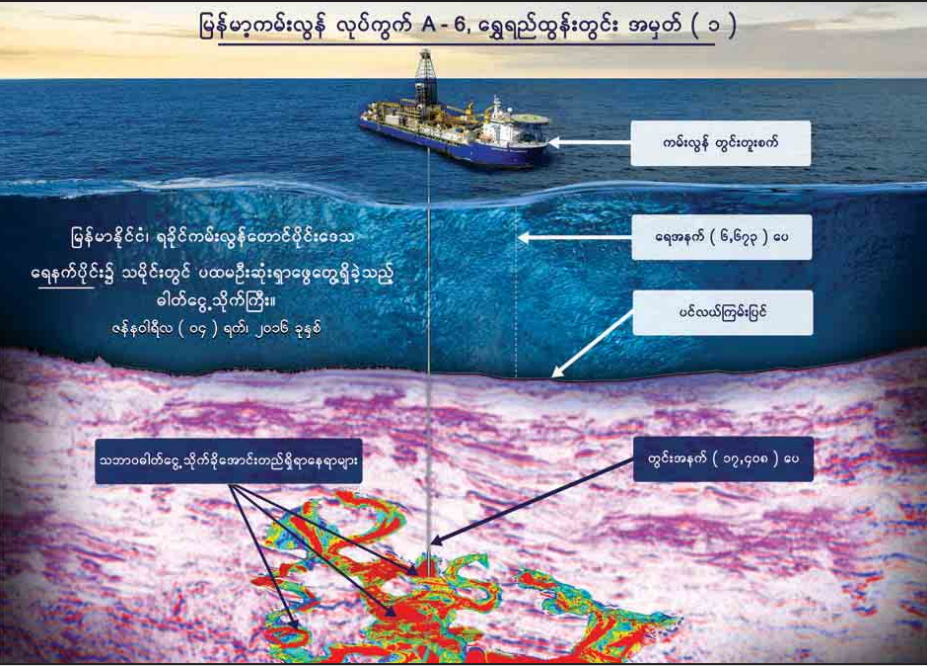 မြန်မာ့ကမ်းလွန် လုပ်ကွက် A - 6, ရွှေရည်ထွန်းတွင်း အမှတ် ( ၁ )
ကမ်းလွန် တွင်းတူးစက်
ရေအနက် ( ၆,၆၇၃ ) ပေ
မြန်မာနိုင်ငံ၊ ရခိုင်ကမ်းလွန်တောင်ပိုင်းဒေသ
ရေနက်ပိုင်း၌ သမိုင်းတွင် ပထမဦးဆုံးရှာဖွေတွေ့ရှိခဲ့သည့်
ဓါတ်ငွေ့သိုက်ကြီး။
ဇန်နဝါရီလ ( ၀၄ ) ရက်၊ ၂၀၁၆ ခုနှစ်
ပင်လယ်ကြမ်းပြင်
သဘာဝဓါတ်ငွေ့သိုက်ခိုအောင်းတည်ရှိရာနေရာများ
တွင်းအနက် ( ၁၇,၄၀၈ ) ပေ